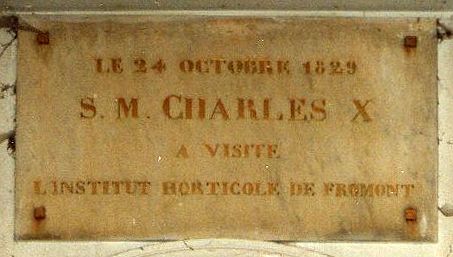 LE 24 OCTOBRE 1829
S. M. CHARLES X
A VISITE
L'INSTITUT HORTICOLE DE FROMONT